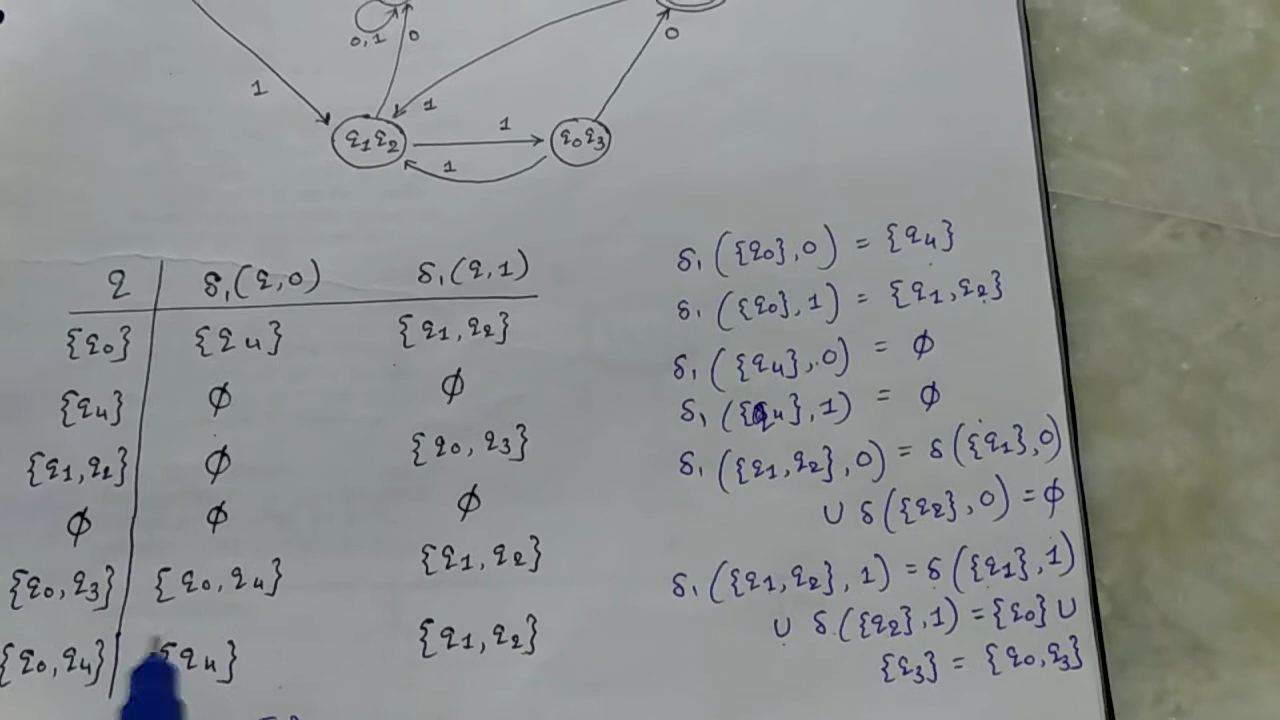 0,1 0
0
1
1
1
q1q2
q0q3
1
q δ1(q,0) δ1(q,1)
{q0} {q4} {q1,q2}
{q4} ϕ ϕ
{q1,q2} ϕ {q0,q3}
ϕ ϕ ϕ
{q0,q3} {q0,q4} {q1,q2}
{q0,q4} {q4} {q1,q2}
δ1({q0},0) = {q4}
δ1({q0},1) = {q1,q2}
δ1({q4},0) = ϕ
δ1({q4},1) = ϕ
δ1({q1,q2},0) = δ({q1},0)
∪ δ({q2},0) = ϕ
δ1({q1,q2},1) = δ({q1},1)
∪ δ({q2},1) = {q0} ∪
{q3} = {q0,q3}